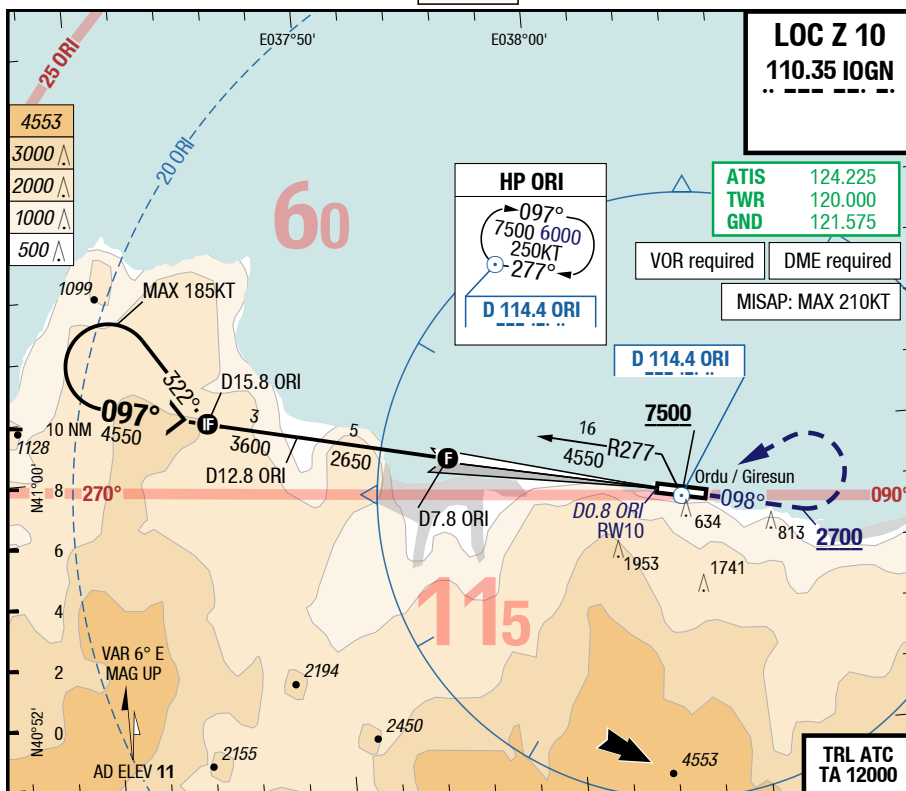 E037°50'
E038°00'
LOC Z 10
110.35 IOGN
25 ORI
20 ORI
4553
3000
2000
1000
500
60
HP ORI
097°
7500 6000
250KT
277°
D 114.4 ORI
ATIS 124.225
TWR 120.000
GND 121.575
VOR required
DME required
MISAP: MAX 210KT
1099
MAX 185KT
322°
D15.8 ORI
D 114.4 ORI
097°
4550
IF
3
3600
5
2650
16
4550
R277
7500
10 NM
1128
D12.8 ORI
F
Ordu / Giresun
N41°00'
8
270°
098°
090°
D7.8 ORI
D0.8 ORI
RW10
634
813
2700
6
1953
1741
115
4
VAR 6° E
MAG UP
2
2194
N40°52'
0
2450
2155
4553
AD ELEV 11
TRL ATC
TA 12000